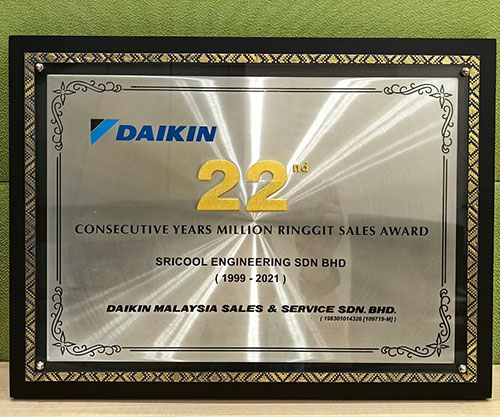 DAIKIN
22nd
CONSECUTIVE YEARS MILLION RINGGIT SALES AWARD
SRICOOL ENGINEERING SDN BHD
( 1999 - 2021 )
DAIKIN MALAYSIA SALES & SERVICE SDN. BHD.
( 198301014326 [109719-M] )